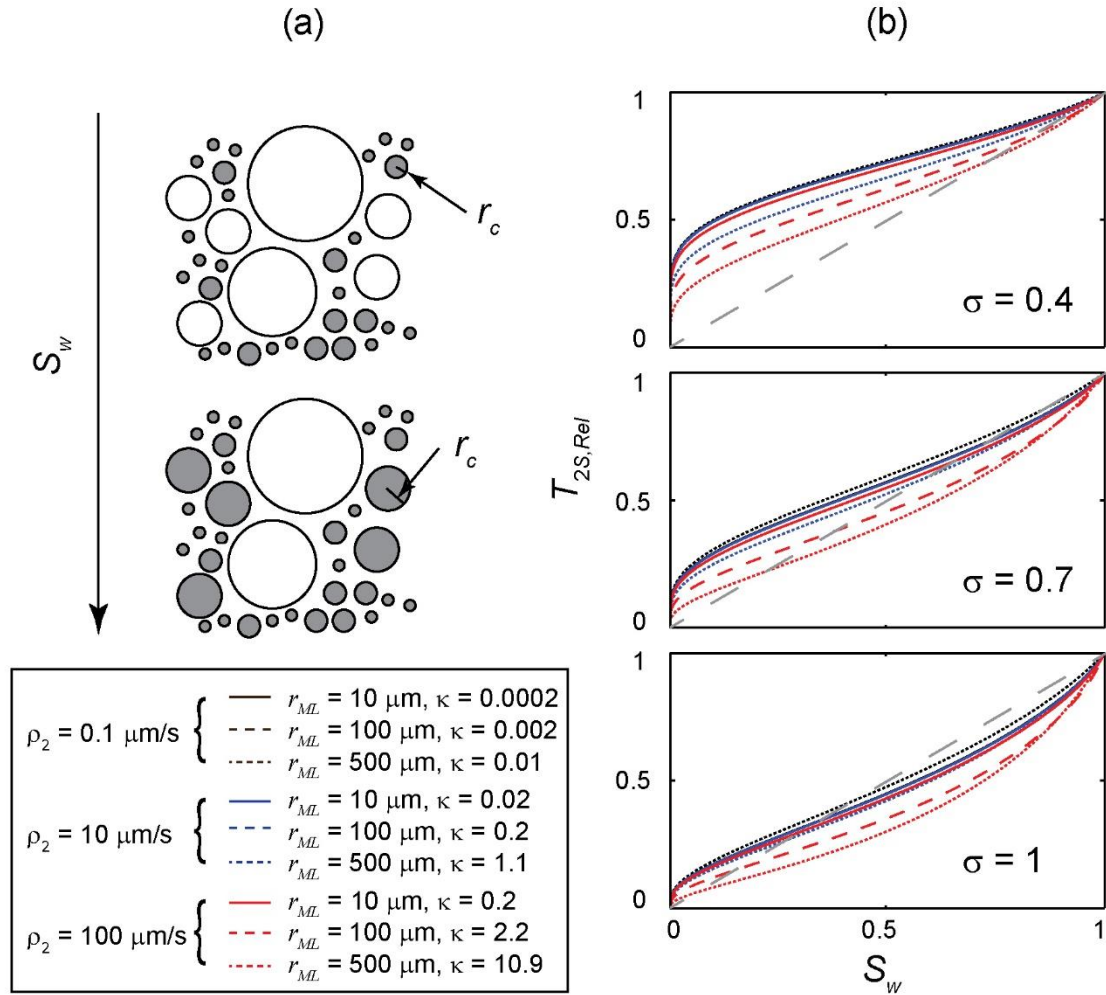 (a)
S_w
r_c
r_c
ρ₂ = 0.1 μm/s {
r_ML = 10 μm, κ = 0.0002
r_ML = 100 μm, κ = 0.002
r_ML = 500 μm, κ = 0.01
ρ₂ = 10 μm/s {
r_ML = 10 μm, κ = 0.02
r_ML = 100 μm, κ = 0.2
r_ML = 500 μm, κ = 1.1
ρ₂ = 100 μm/s {
r_ML = 10 μm, κ = 0.2
r_ML = 100 μm, κ = 2.2
r_ML = 500 μm, κ = 10.9
(b)
1
0.5
0
σ = 0.4
1
0.5
0
σ = 0.7
T_2S,Rel
1
0.5
0
σ = 1
0 0.5 1
S_w